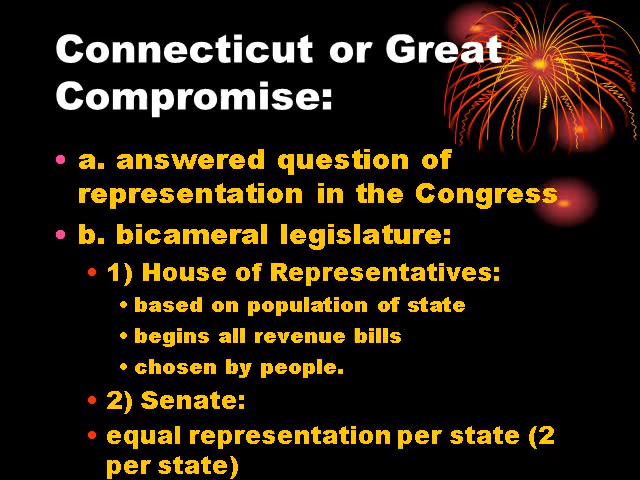 Connecticut or Great
Compromise:
• a. answered question of
representation in the Congress
• b. bicameral legislature:
• 1) House of Representatives:
• based on population of state
• begins all revenue bills
• chosen by people.
• 2) Senate:
• equal representation per state (2
per state)